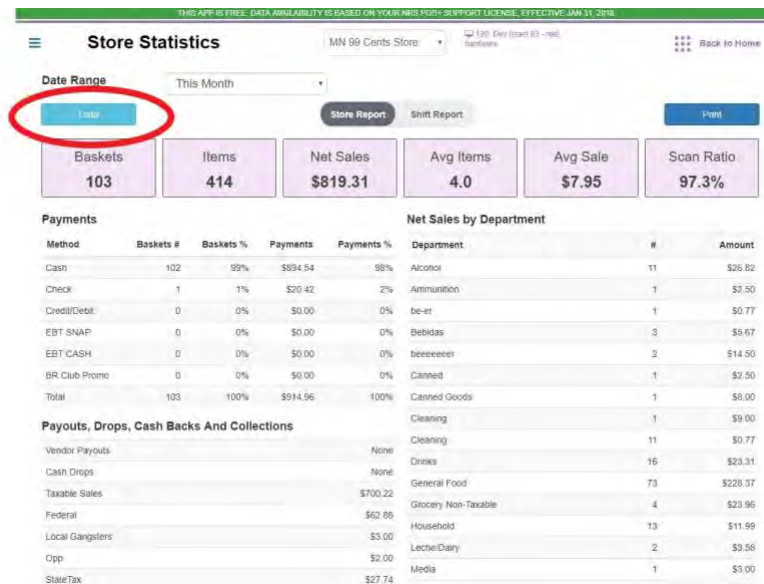 THIS APP IS FREE. DATA AVAILABILITY IS BASED ON YOUR NRS POS+ SUPPORT LICENSE, EFFECTIVE JAN 31, 2018.
Store Statistics
MN 99 Cents Store
Back to Home
Date Range
This Month
Store Report
Shift Report
Print
Baskets
103
Items
414
Net Sales
$819.31
Avg Items
4.0
Avg Sale
$7.95
Scan Ratio
97.3%
Payments
Method Baskets # Baskets % Payments Payments %
Cash 102 99% $894.54 98%
Check 1 1% $20.42 2%
Credit/Debit 0 0% $0.00 0%
EBT SNAP 0 0% $0.00 0%
EBT CASH 0 0% $0.00 0%
BR Club Promo 0 0% $0.00 0%
Total 103 100% $914.96 100%
Payouts, Drops, Cash Backs And Collections
Vendor Payouts None
Cash Drops None
Taxable Sales $700.22
Federal $62.86
Local Gangsters $3.00
Opp $2.00
StateTax $27.74
Net Sales by Department
Department # Amount
Alcohol 11 $26.82
Ammunition 1 $2.50
be-er 1 $0.77
Bebidas 3 $5.67
beeeeeeer 2 $14.50
Canned 1 $2.50
Canned Goods 1 $8.00
Cleaning 1 $9.00
Cleaning 11 $0.77
Drinks 16 $23.31
General Food 73 $228.37
Grocery Non-Taxable 4 $23.96
Household 13 $11.99
Leche/Dairy 2 $3.58
Media 1 $3.00